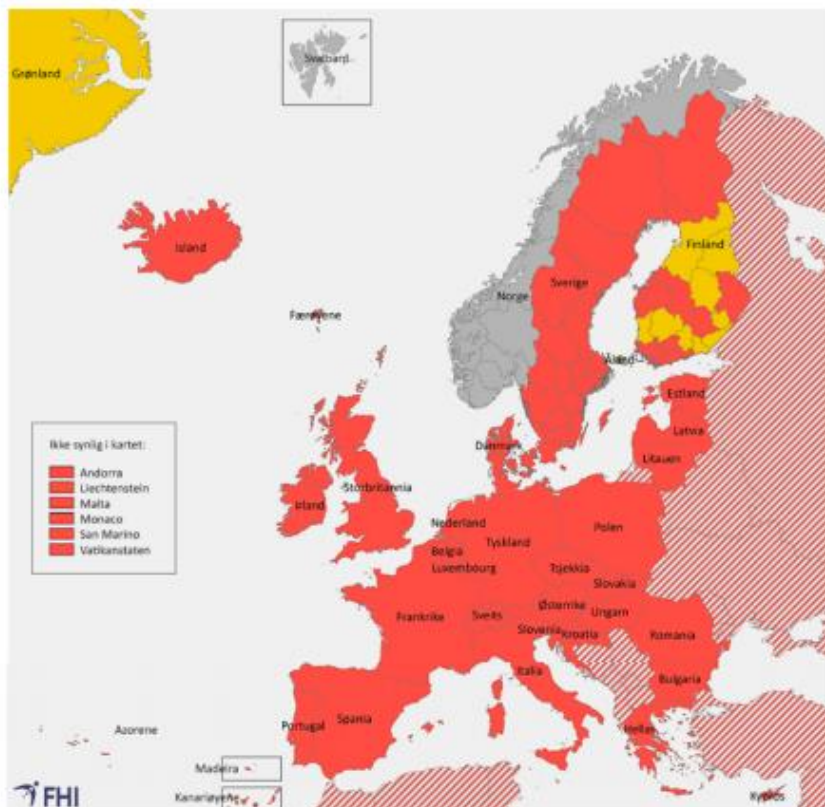 Grønland
Svalbard
Island
Finland
Norge
Sverige
Færøyene
Åland
Estland
Latvia
Litauen
Danmark
Ikke synlig i kartet:
Andorra
Liechtenstein
Malta
Monaco
San Marino
Vatikanstaten
Irland
Storbritannia
Nederland
Polen
Tyskland
Belgia
Luxembourg
Tsjekkia
Slovakia
Østerrike
Ungarn
Frankrike
Sveits
Slovenia
Kroatia
Romania
Italia
Bulgaria
Portugal
Spania
Hellas
Azorene
Madeira
Kanariøyene
Kypros
FHI